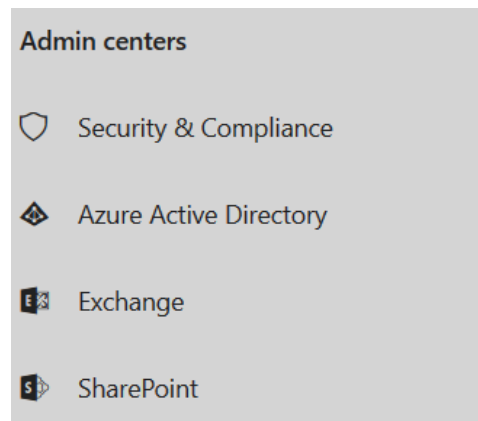 Admin centers
Security & Compliance
Azure Active Directory
E Exchange
S SharePoint